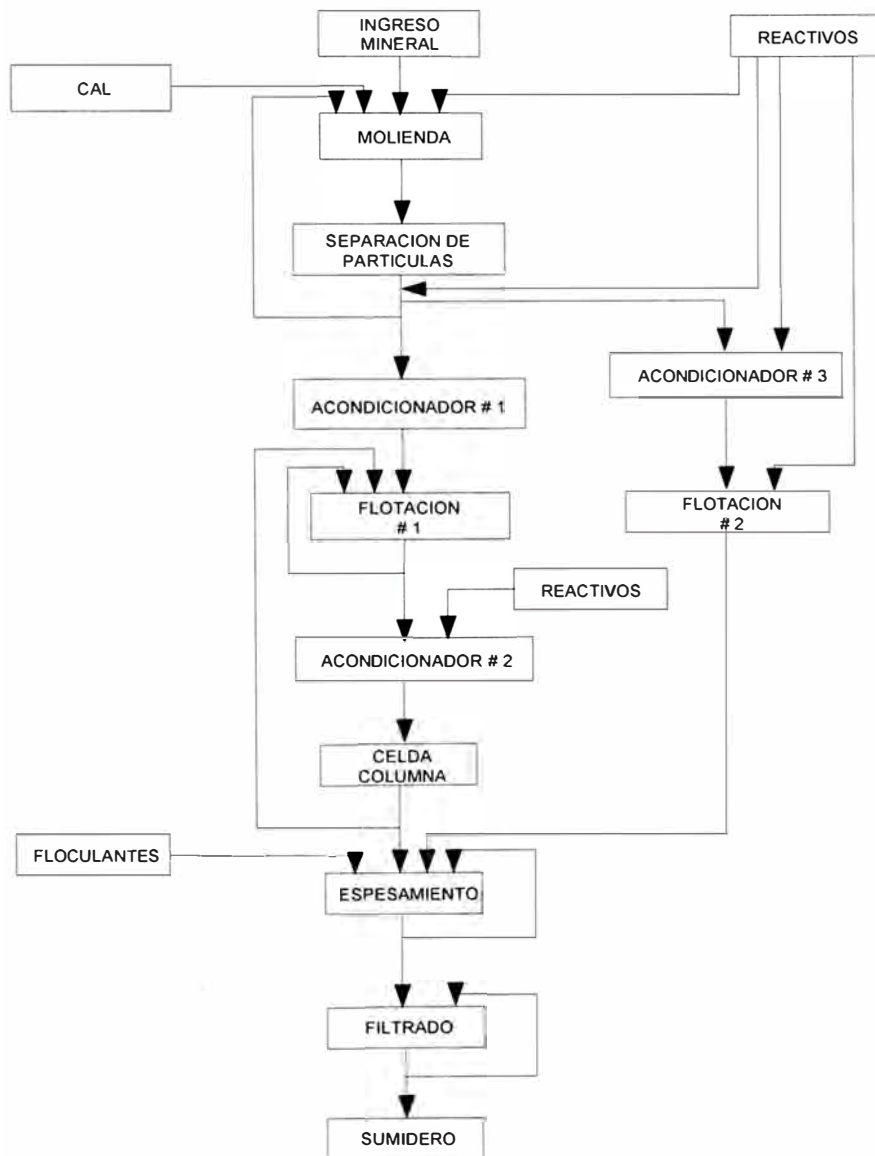 INGRESO
MINERAL
REACTIVOS
CAL
MOLIENDA
SEPARACION DE
PARTICULAS
ACONDICIONADOR # 3
ACONDICIONADOR # 1
FLOTACION
# 1
FLOTACION
# 2
REACTIVOS
ACONDICIONADOR # 2
CELDA
COLUMNA
FLOCULANTES
ESPESAMIENTO
FILTRADO
SUMIDERO